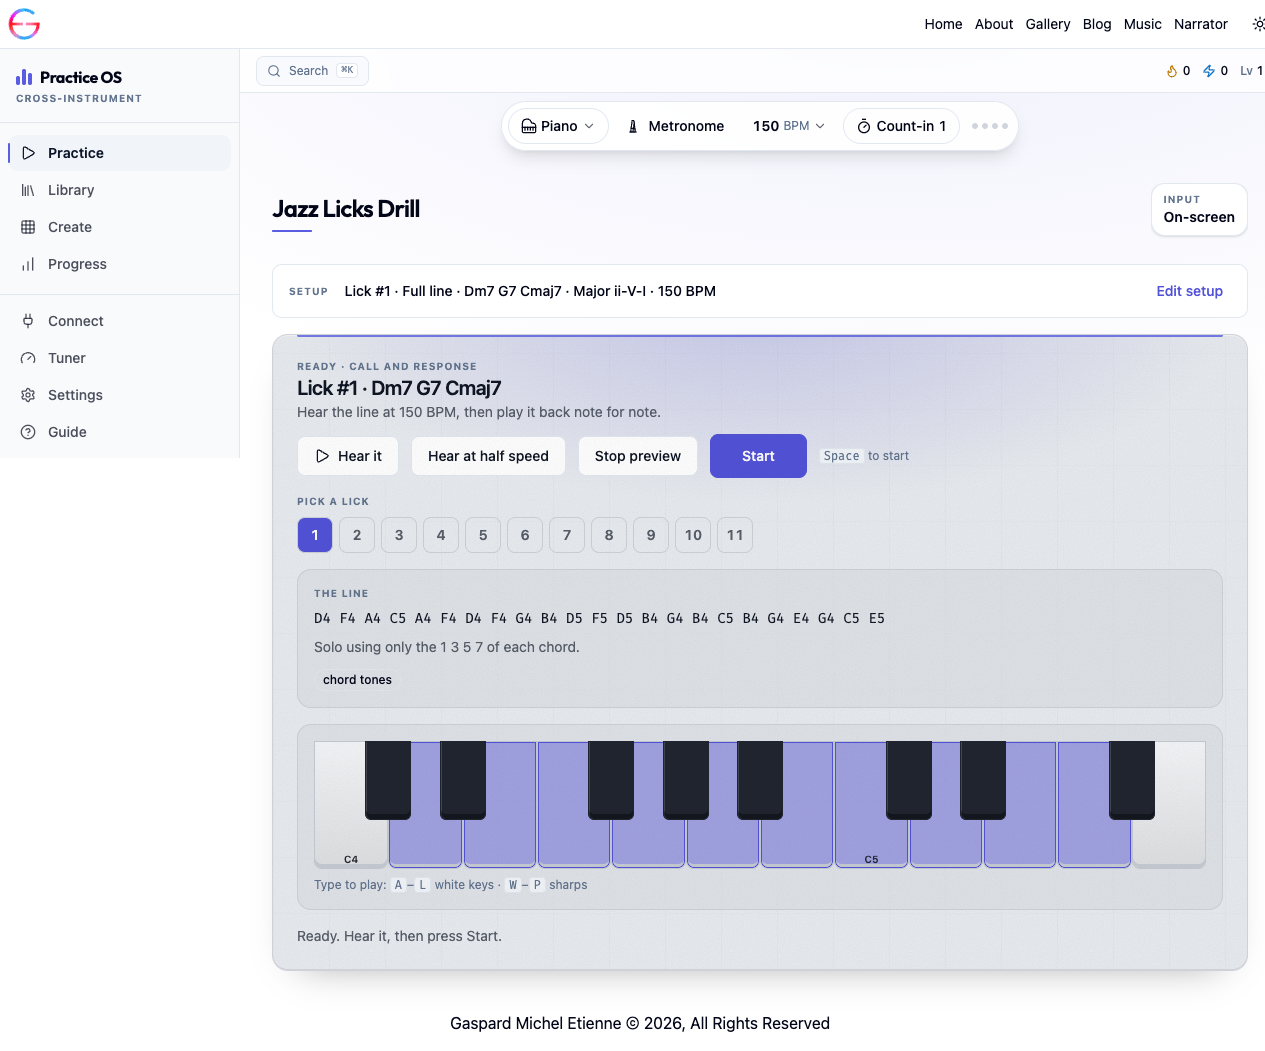 Home About Gallery Blog Music Narrator
Practice OS
CROSS-INSTRUMENT
Search ⌘K
0 0 Lv 1
Piano Metronome 150 BPM Count-in 1
Practice
Library
Create
Progress
Connect
Tuner
Settings
Guide
Jazz Licks Drill
INPUT
On-screen
SETUP Lick #1 · Full line · Dm7 G7 Cmaj7 · Major ii-V-I · 150 BPM Edit setup
READY · CALL AND RESPONSE
Lick #1 · Dm7 G7 Cmaj7
Hear the line at 150 BPM, then play it back note for note.
Hear it Hear at half speed Stop preview Start Space to start
PICK A LICK
1 2 3 4 5 6 7 8 9 10 11
THE LINE
D4 F4 A4 C5 A4 F4 D4 F4 G4 B4 D5 F5 D5 B4 G4 B4 C5 B4 G4 E4 G4 C5 E5
Solo using only the 1 3 5 7 of each chord.
chord tones
C4 C5
Type to play: A–L white keys · W–P sharps
Ready. Hear it, then press Start.
Gaspard Michel Etienne © 2026, All Rights Reserved